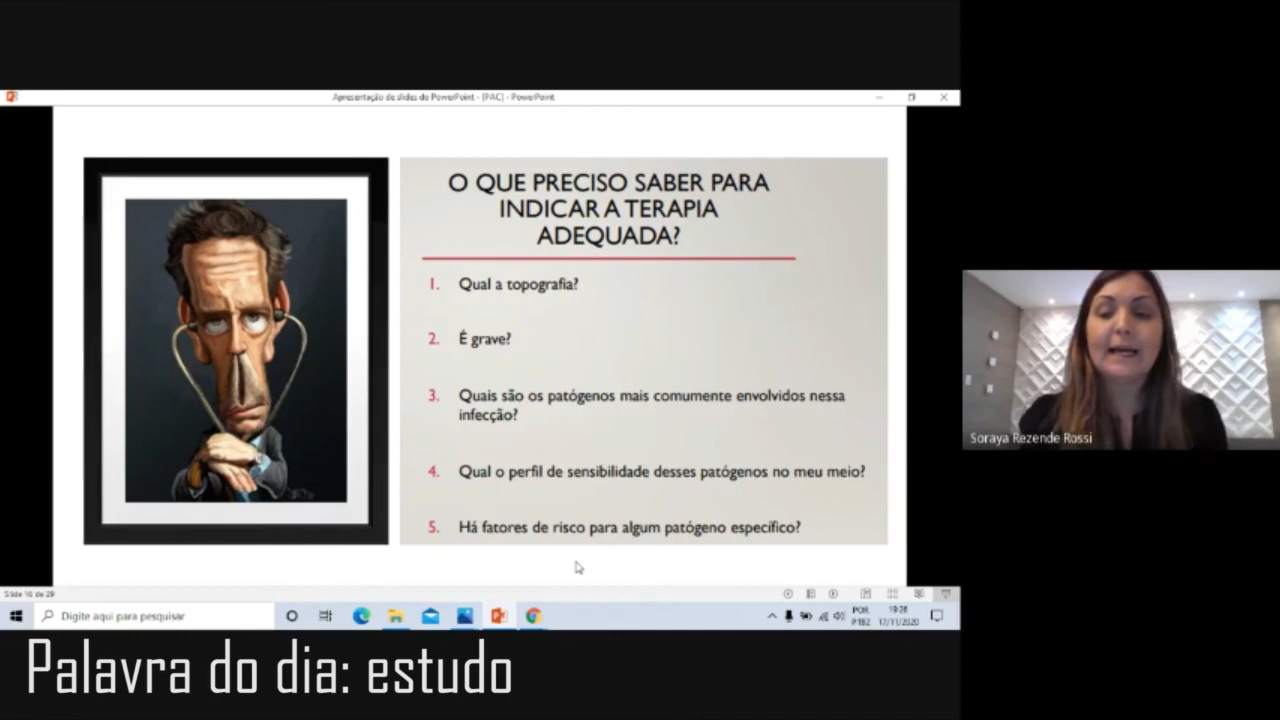 Apresentação de slides do PowerPoint - [PAC] - PowerPoint
O QUE PRECISO SABER PARA
INDICAR A TERAPIA
ADEQUADA?
1. Qual a topografia?
2. É grave?
3. Quais são os patógenos mais comumente envolvidos nessa
infecção?
4. Qual o perfil de sensibilidade desses patógenos no meu meio?
5. Há fatores de risco para algum patógeno específico?
Soraya Rezende Rossi
Slide 16 de 29
Digite aqui para pesquisar
POR
PTB2
19:26
17/11/2020
Palavra do dia: estudo